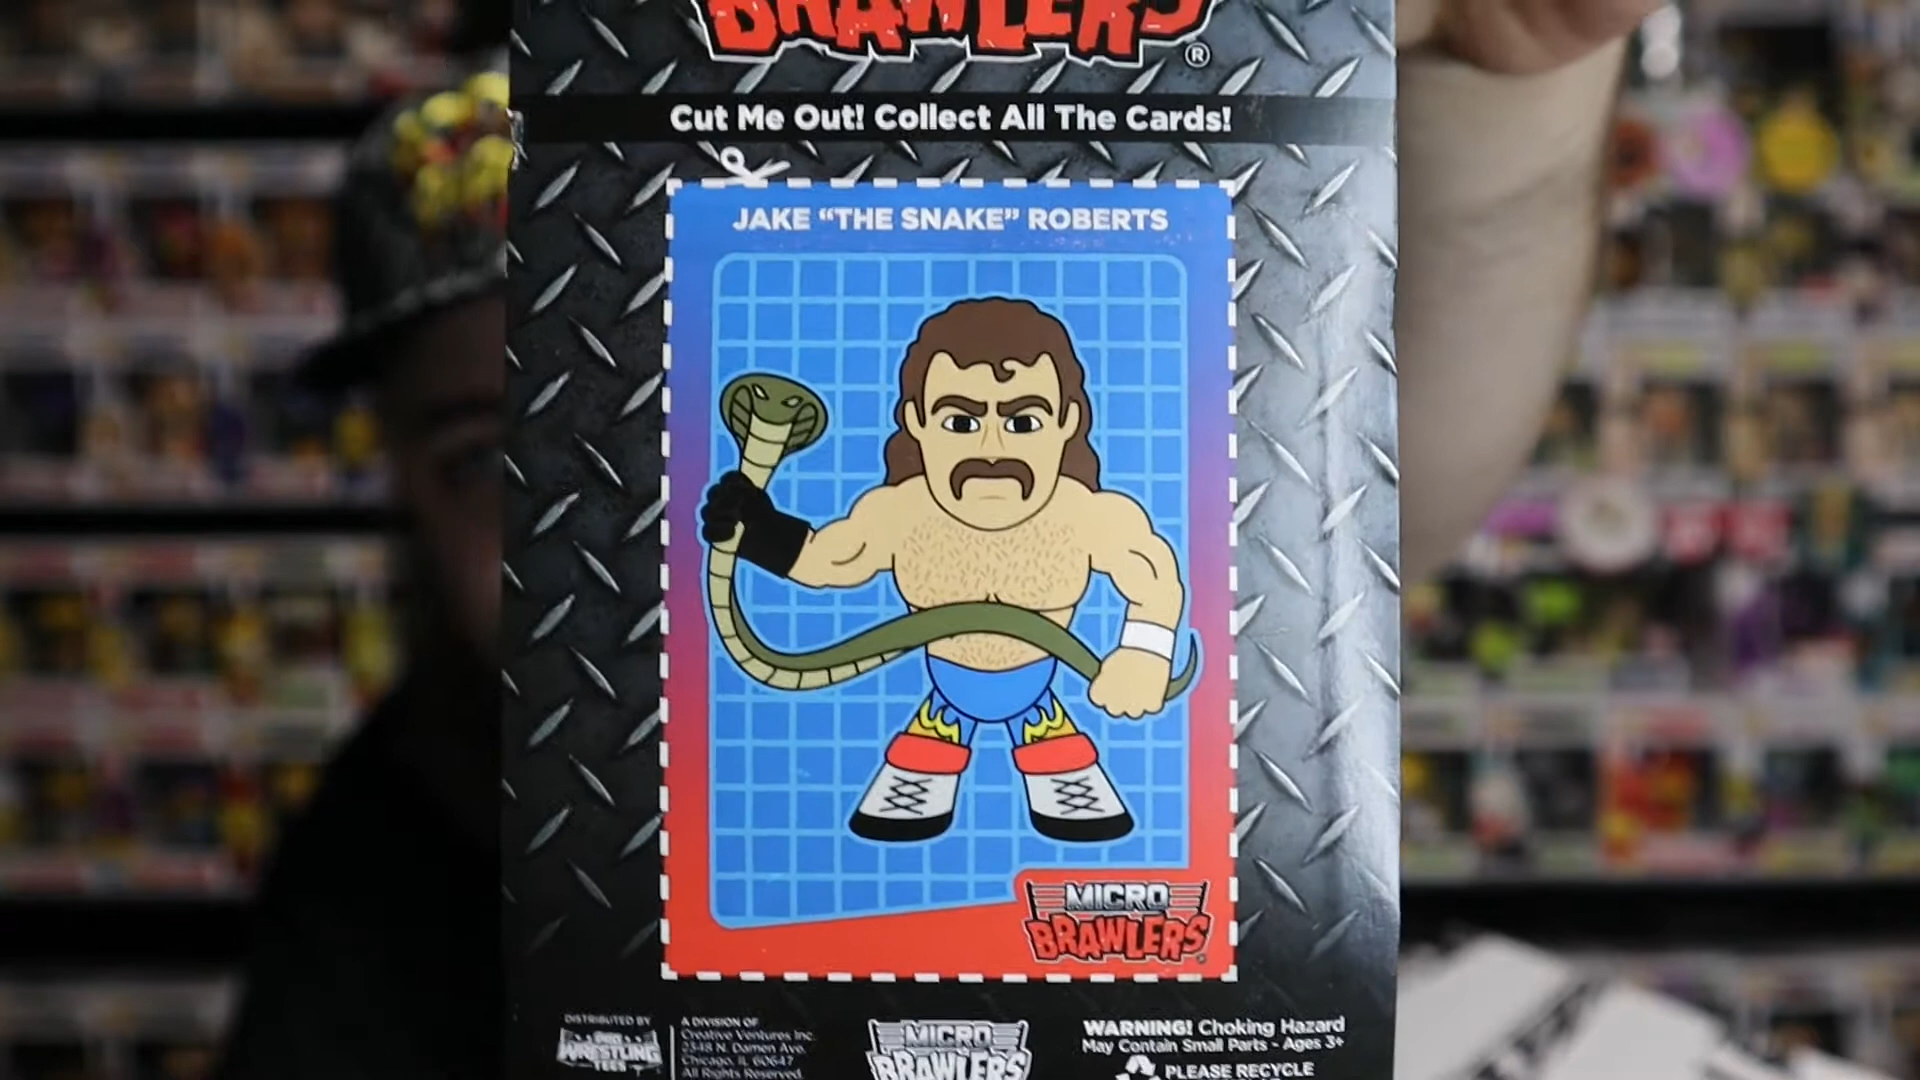 BRAWLERS®
Cut Me Out! Collect All The Cards!
JAKE “THE SNAKE” ROBERTS
MICRO
BRAWLERS
DISTRIBUTED BY
PRO
WRESTLING
TEES
A DIVISION OF
Creative Ventures Inc.
2348 N. Damen Ave.
Chicago, IL 60647
All Rights Reserved.
MICRO
BRAWLERS
WARNING! Choking Hazard
May Contain Small Parts - Ages 3+
PLEASE RECYCLE